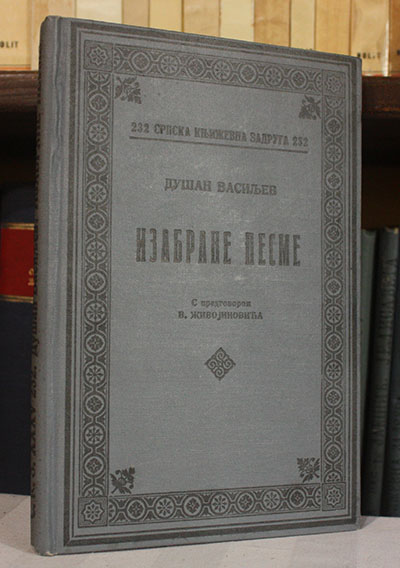 232 СРПСКА КЊИЖЕВНА ЗАДРУГА 232
ДУШАН ВАСИЉЕВ
ИЗАБРАНЕ ПЕСМЕ
С предговором
В. ЖИВОЈИНОВИЋА